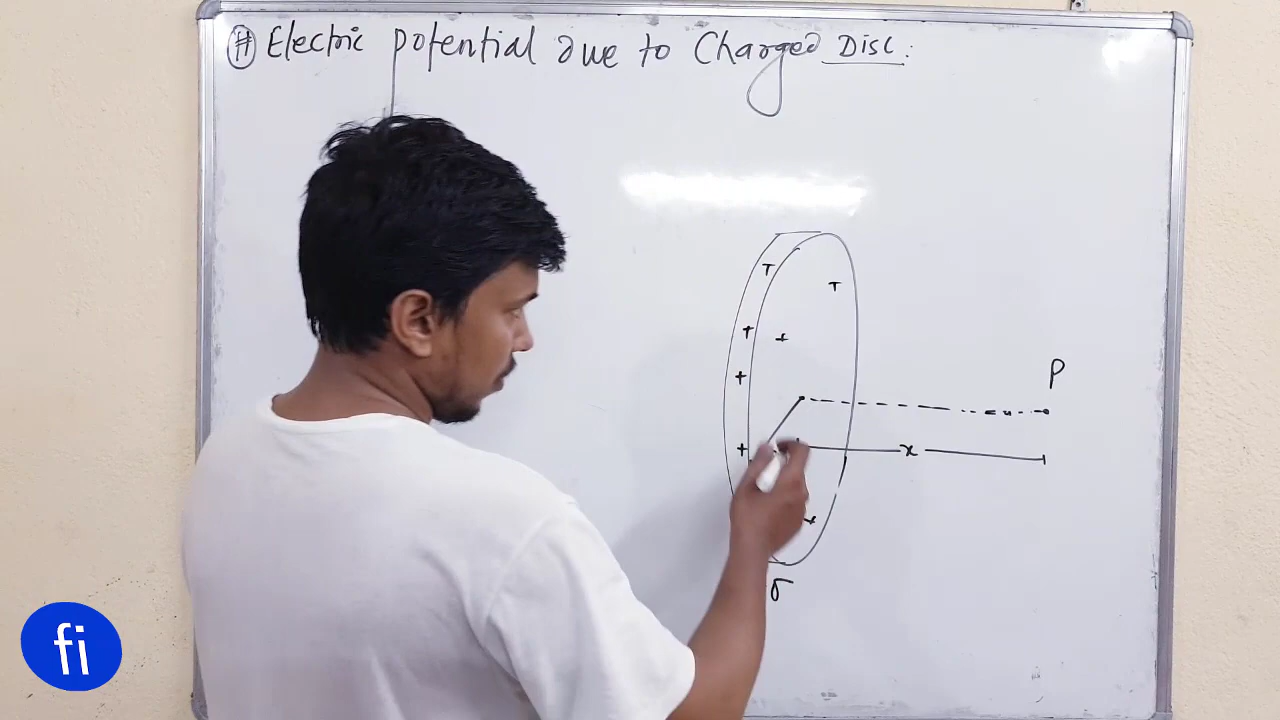 # Electric potential due to Charged Disc:
P
x
σ
fi